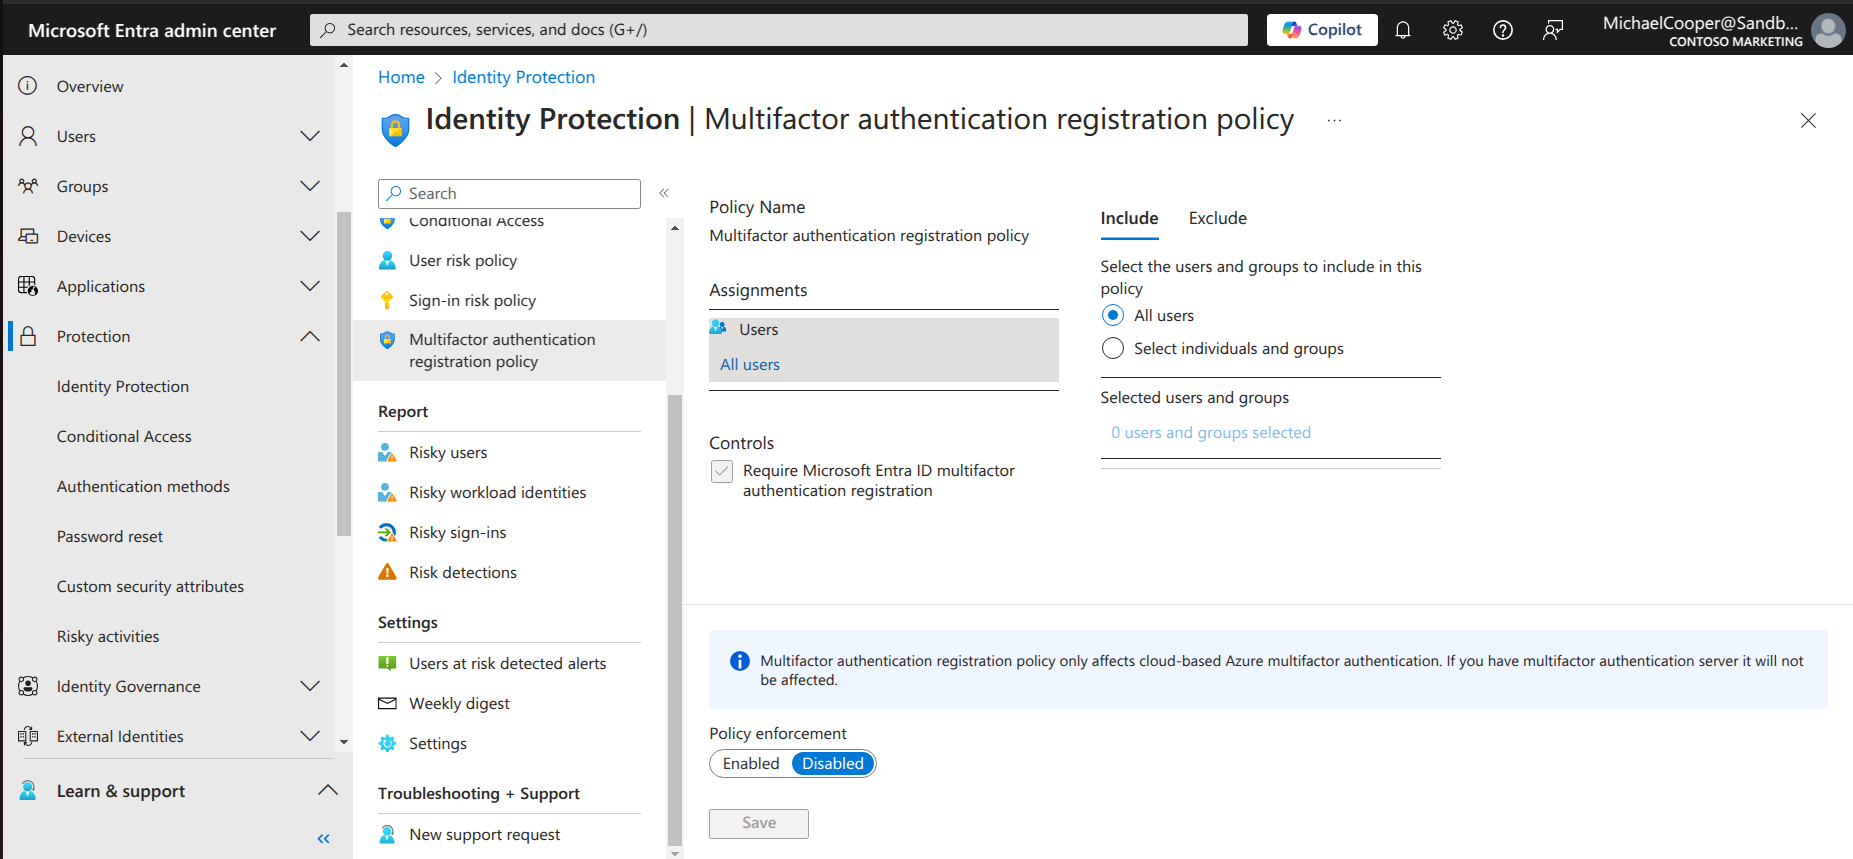 Microsoft Entra admin center
Search resources, services, and docs (G+/)
Copilot
MichaelCooper@Sandb...
CONTOSO MARKETING
Overview
Users
Groups
Devices
Applications
Protection
Identity Protection
Conditional Access
Authentication methods
Password reset
Custom security attributes
Risky activities
Identity Governance
External Identities
Learn & support
Home > Identity Protection
Identity Protection | Multifactor authentication registration policy
Search
Conditional Access
User risk policy
Sign-in risk policy
Multifactor authentication
registration policy
Report
Risky users
Risky workload identities
Risky sign-ins
Risk detections
Settings
Users at risk detected alerts
Weekly digest
Settings
Troubleshooting + Support
New support request
Policy Name
Multifactor authentication registration policy
Assignments
Users
All users
Controls
Require Microsoft Entra ID multifactor
authentication registration
Include
Exclude
Select the users and groups to include in this
policy
All users
Select individuals and groups
Selected users and groups
0 users and groups selected
Multifactor authentication registration policy only affects cloud-based Azure multifactor authentication. If you have multifactor authentication server it will not
be affected.
Policy enforcement
Enabled Disabled
Save